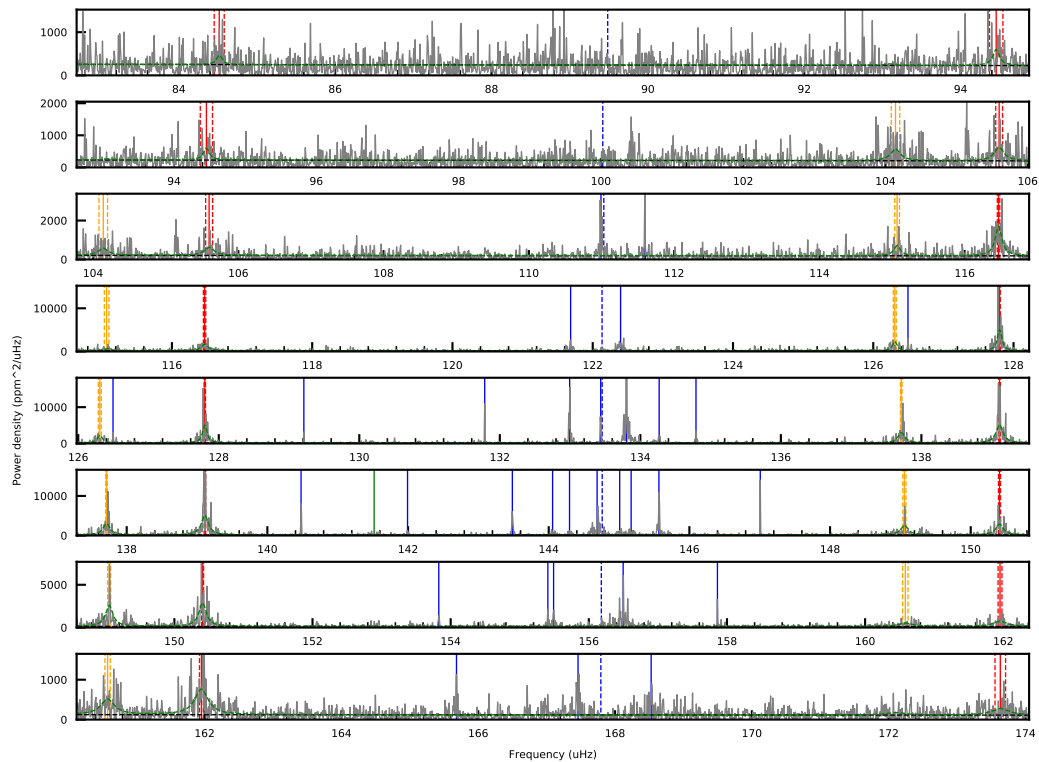 1000
0
84 86 88 90 92 94
2000
1000
0
94 96 98 100 102 104 106
2000
0
104 106 108 110 112 114 116
10000
0
116 118 120 122 124 126 128
10000
0
126 128 130 132 134 136 138
10000
0
138 140 142 144 146 148 150
5000
0
150 152 154 156 158 160 162
1000
0
162 164 166 168 170 172 174
Power density (ppm^2/uHz)
Frequency (uHz)